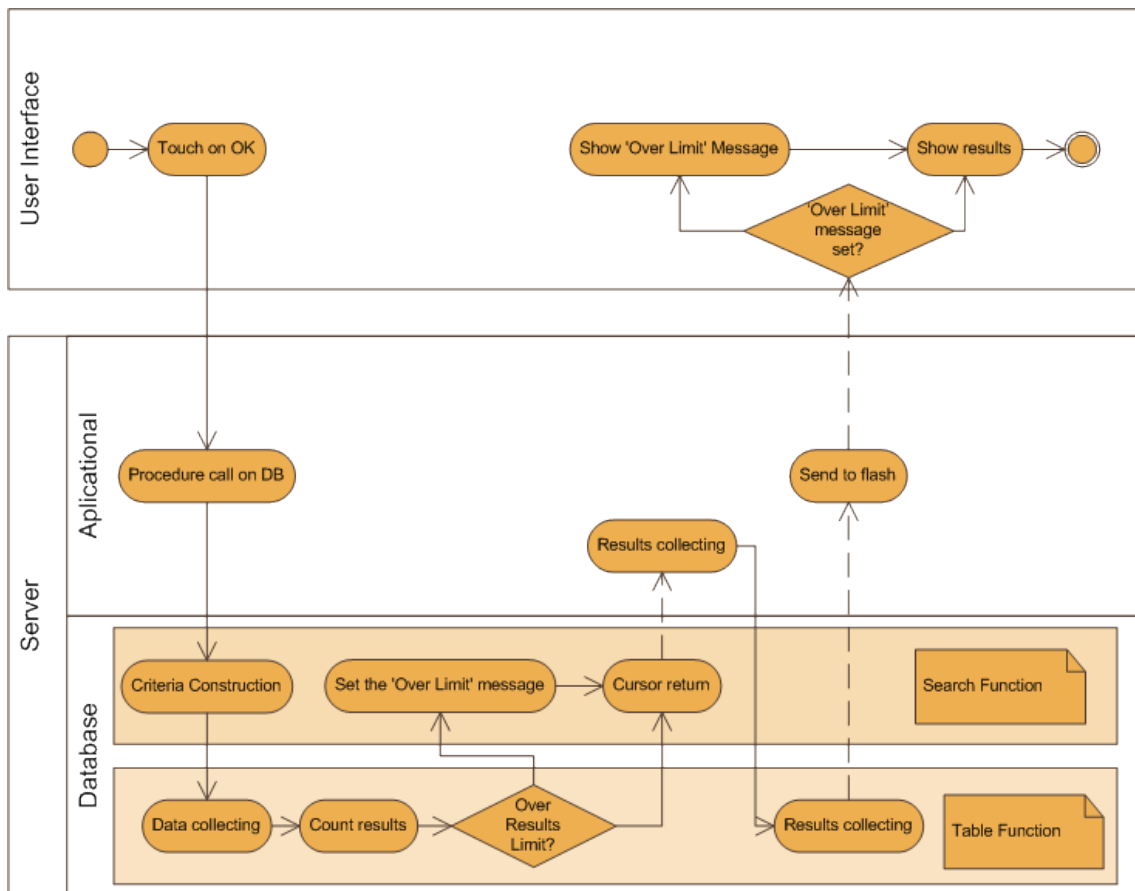 User Interface
Touch on OK
Show 'Over Limit' Message
Show results
'Over Limit'
message
set?
Server
Aplicational
Procedure call on DB
Send to flash
Results collecting
Database
Criteria Construction
Set the 'Over Limit' message
Cursor return
Search Function
Data collecting
Count results
Over
Results
Limit?
Results collecting
Table Function